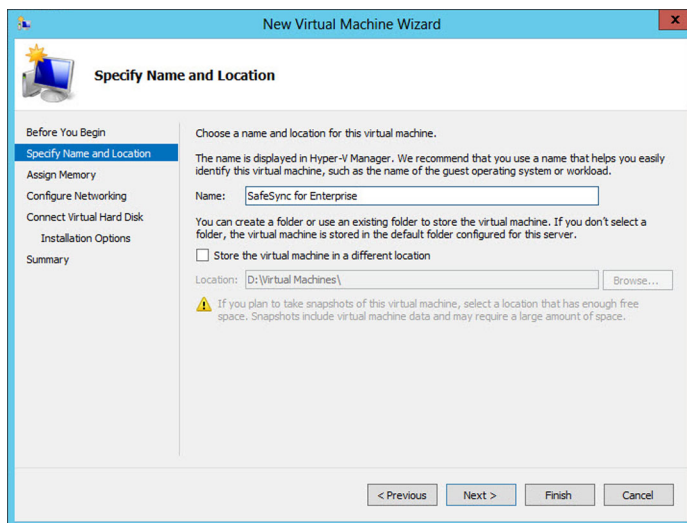 New Virtual Machine Wizard
x
Specify Name and Location
Before You Begin
Specify Name and Location
Assign Memory
Configure Networking
Connect Virtual Hard Disk
Installation Options
Summary
Choose a name and location for this virtual machine.
The name is displayed in Hyper-V Manager. We recommend that you use a name that helps you easily
identify this virtual machine, such as the name of the guest operating system or workload.
Name: SafeSync for Enterprise
You can create a folder or use an existing folder to store the virtual machine. If you don't select a
folder, the virtual machine is stored in the default folder configured for this server.
Store the virtual machine in a different location
Location: D:\Virtual Machines\ Browse...
If you plan to take snapshots of this virtual machine, select a location that has enough free
space. Snapshots include virtual machine data and may require a large amount of space.
< Previous Next > Finish Cancel